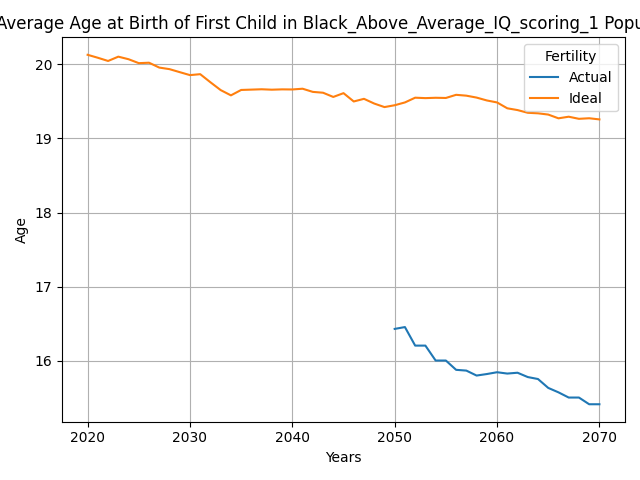 Average Age at Birth of First Child in Black_Above_Average_IQ_scoring_1 Popu
Fertility
Actual
Ideal
20
19
18
17
16
Age
2020 2030 2040 2050 2060 2070
Years